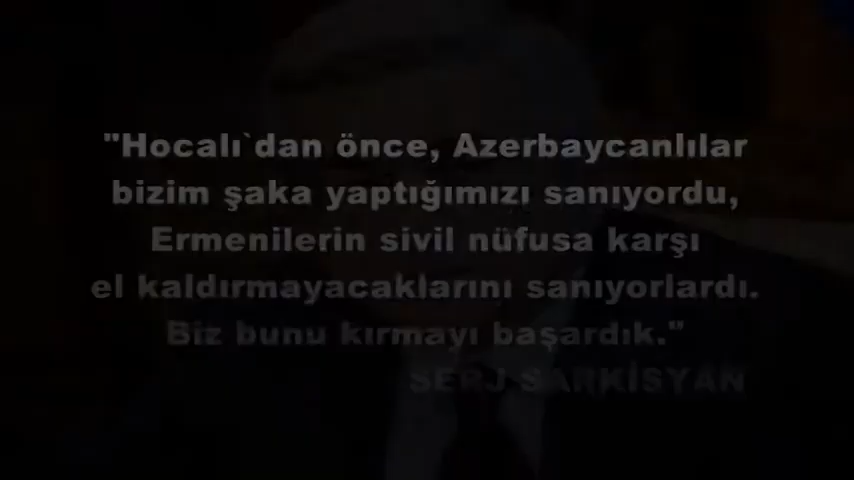 "Hocalı`dan önce, Azerbaycanlılar
bizim şaka yaptığımızı sanıyordu,
Ermenilerin sivil nüfusa karşı
el kaldırmayacaklarını sanıyorlardı.
Biz bunu kırmayı başardık."
SERJ SARKİSYAN